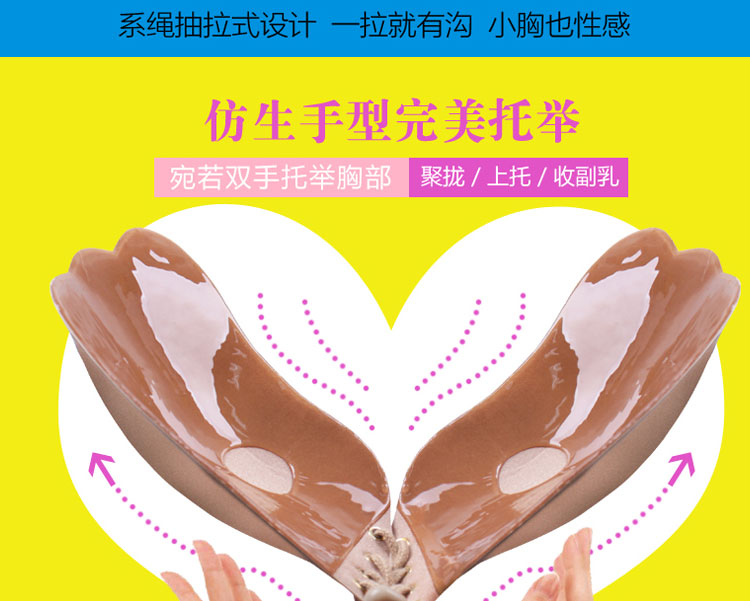 系绳抽拉式设计 一拉就有沟 小胸也性感
仿生手型完美托举
宛若双手托举胸部 聚拢 / 上托 / 收副乳